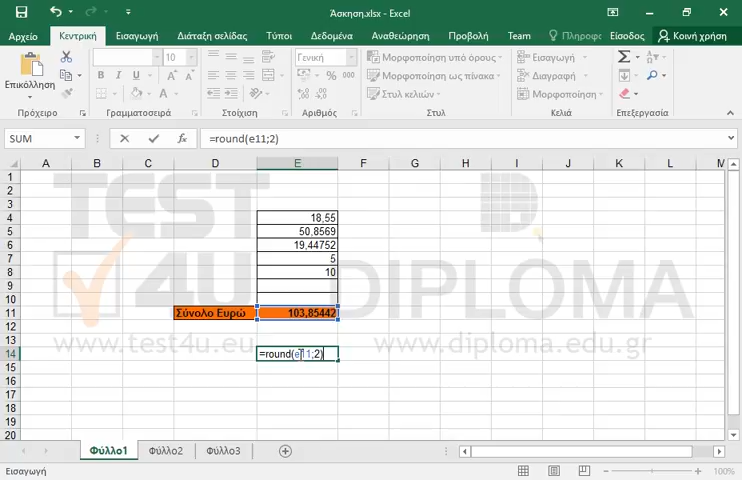 Άσκηση.xlsx - Excel
Αρχείο Κεντρική Εισαγωγή Διάταξη σελίδας Τύποι Δεδομένα Αναθεώρηση Προβολή Team Πληροφο Είσοδος Κοινή χρήση
Επικόλληση
Γενική
Μορφοποίηση υπό όρους
Μορφοποίηση ως πίνακα
Στυλ κελιών
Εισαγωγή
Διαγραφή
Μορφοποίηση
Πρόχειρο Γραμματοσειρά Στοίχιση Αριθμός Στυλ Κελιά Επεξεργασία
SUM =round(e11;2)
A B C D E F G H I J K L M
1
2
3
4 18,55
5 50,8569
6 19,44752
7 5
8 10
9
10
11 Σύνολο Ευρώ 103,85442
12
13
14 =round(e11;2)
15
16
17
18
19
20
TEST
4U DIPLOMA
www.test4u.eu www.diploma.edu.gr
Φύλλο1 Φύλλο2 Φύλλο3
Εισαγωγή 100%